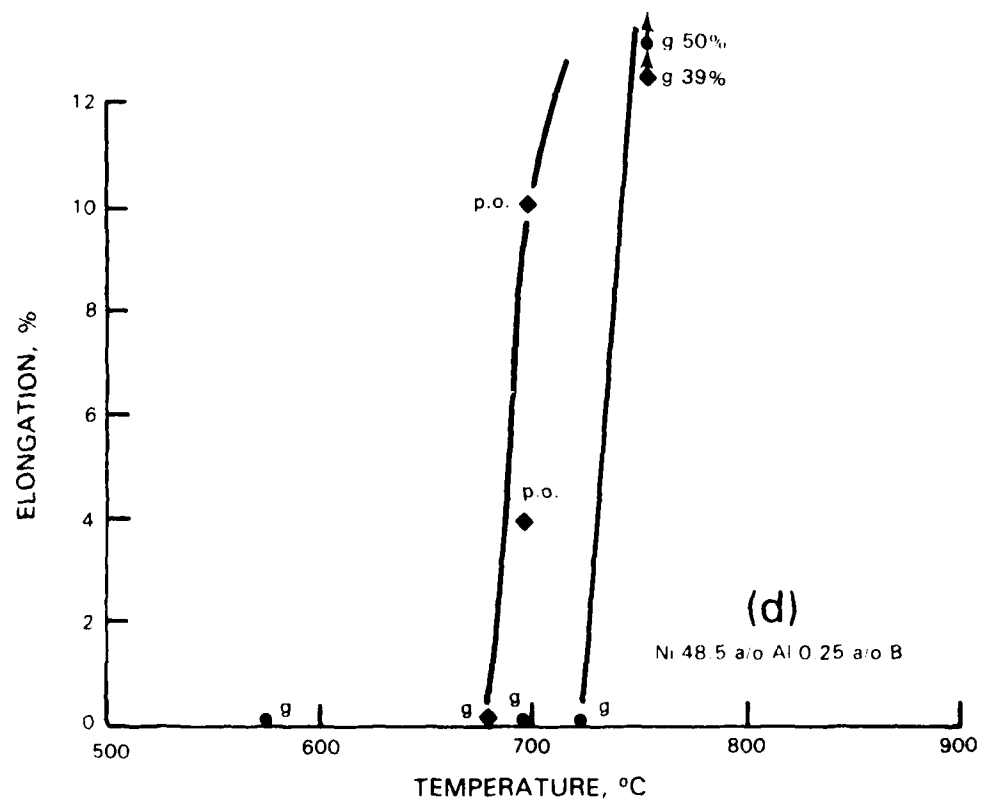 g 50%
g 39%
12
p.o.
10
8
ELONGATION, %
6
p.o.
4
(d)
2
Ni 48.5 a/o Al 0.25 a/o B
g
g
g
g
0
500
600
700
800
900
TEMPERATURE, ºC